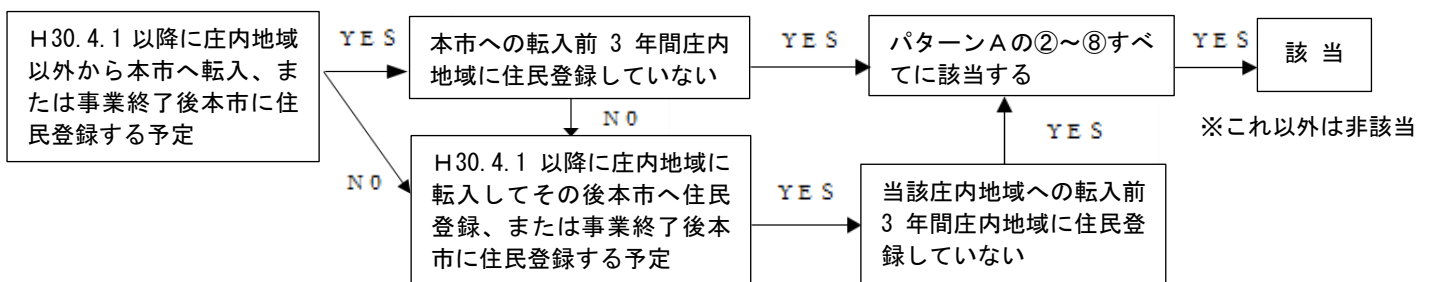 H30.4.1 以降に庄内地域
以外から本市へ転入、ま
たは事業終了後本市に住
民登録する予定
YES
本市への転入前 3 年間庄内
地域に住民登録していない
YES
パターンAの②～⑧すべ
てに該当する
YES
該 当
※これ以外は非該当
NO
NO
H30.4.1 以降に庄内地域に
転入してその後本市へ住民
登録、または事業終了後本
市に住民登録する予定
YES
YES
当該庄内地域への転入前
3 年間庄内地域に住民登
録していない